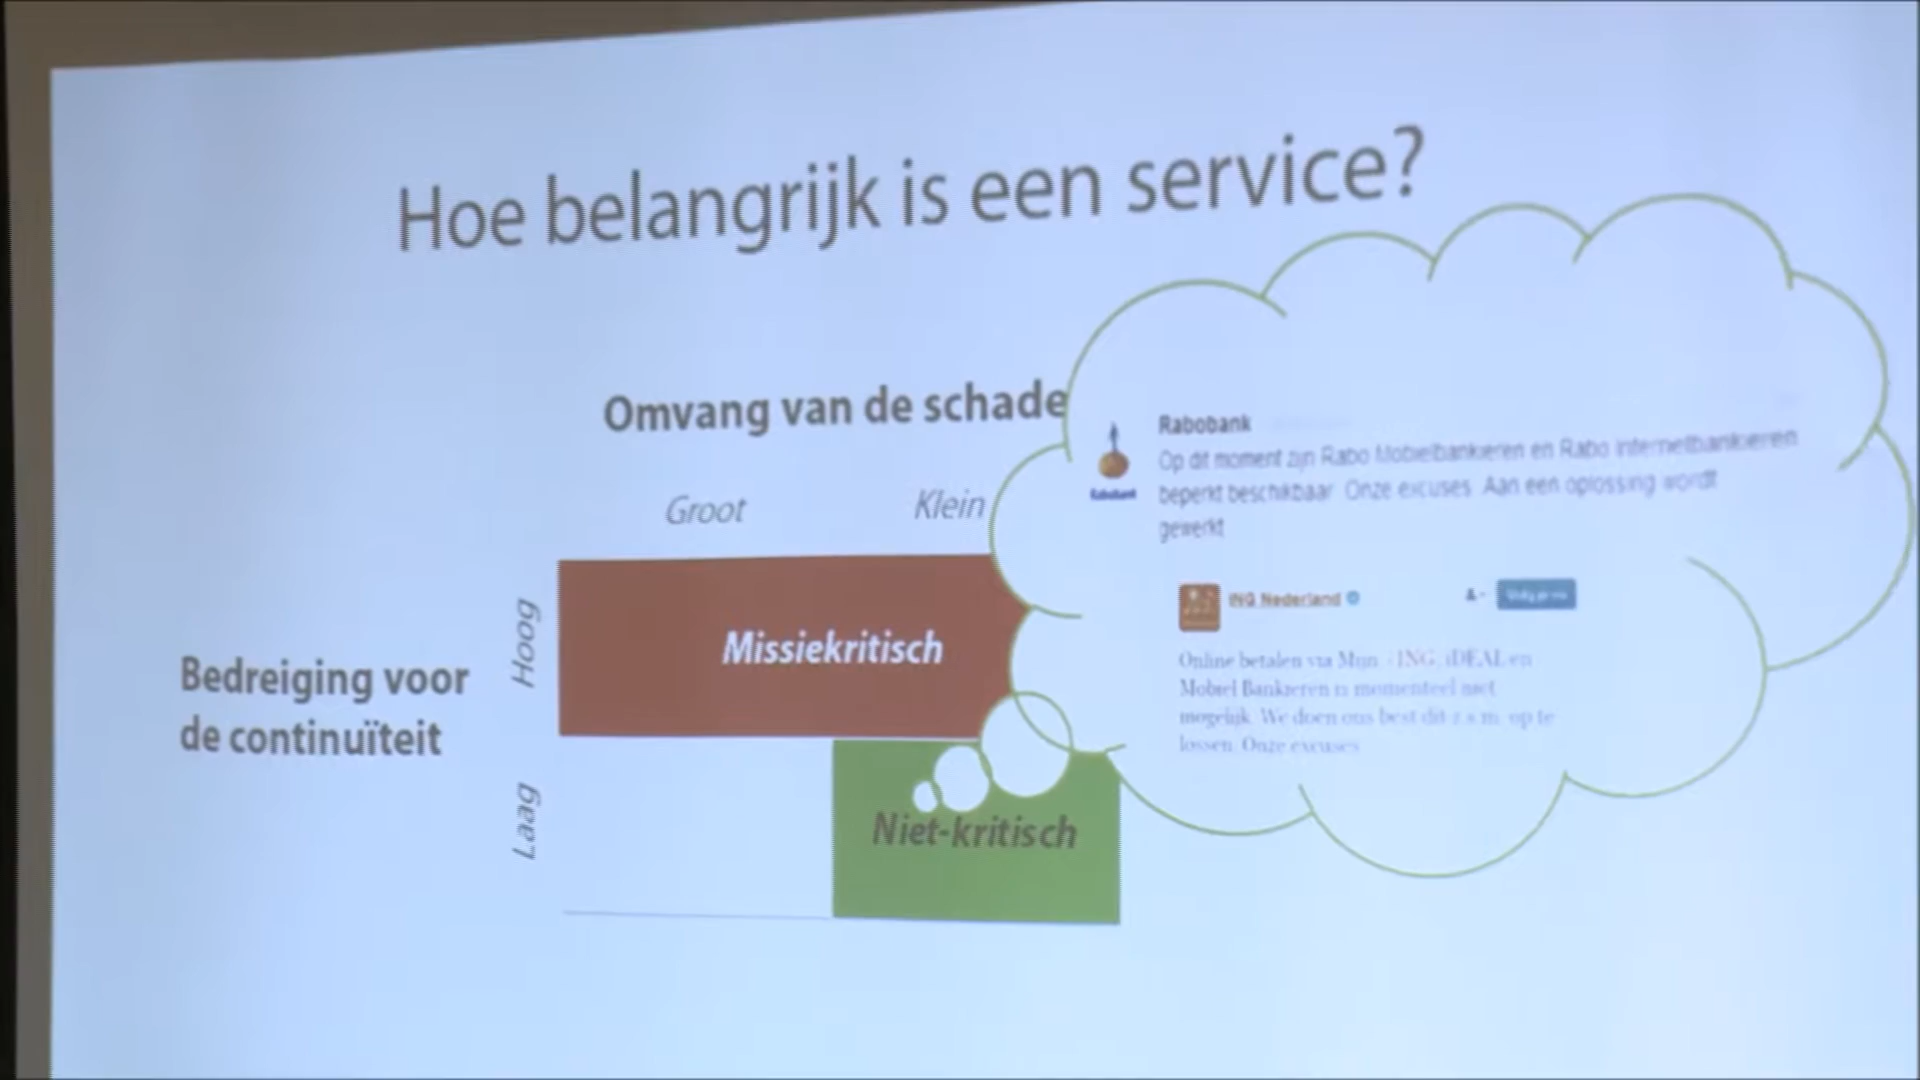 Hoe belangrijk is een service?
Omvang van de schade
Groot Klein
Hoog
Missiekritisch
Bedreiging voor
de continuïteit
Laag
Niet-kritisch
Rabobank
Op dit moment zijn Rabo Mobielbankieren en Rabo Internetbankieren
beperkt beschikbaar. Onze excuses. Aan een oplossing wordt
gewerkt
Rabobank
ING Nederland
Online betalen via Mijn ING, iDEAL en
Mobiel Bankieren is momenteel niet
mogelijk. We doen ons best dit z.s.m. op te
lossen. Onze excuses